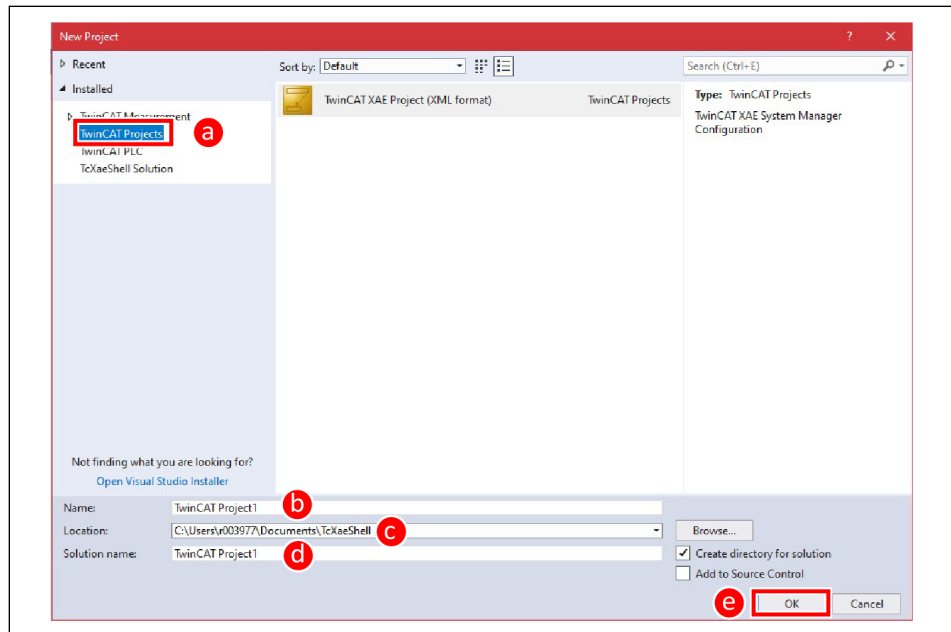 New Project
? ×
Recent
Installed
TwinCAT Measurement
TwinCAT Projects
a
TwinCAT PLC
TcXaeShell Solution
Not finding what you are looking for?
Open Visual Studio Installer
Sort by: Default
TwinCAT XAE Project (XML format) TwinCAT Projects
Search (Ctrl+E)
Type: TwinCAT Projects
TwinCAT XAE System Manager
Configuration
Name: TwinCAT Project1 b
Location: C:\Users\r003977\Documents\TcXaeShell c
Browse...
Solution name: TwinCAT Project1 d
Create directory for solution
Add to Source Control
e OK Cancel